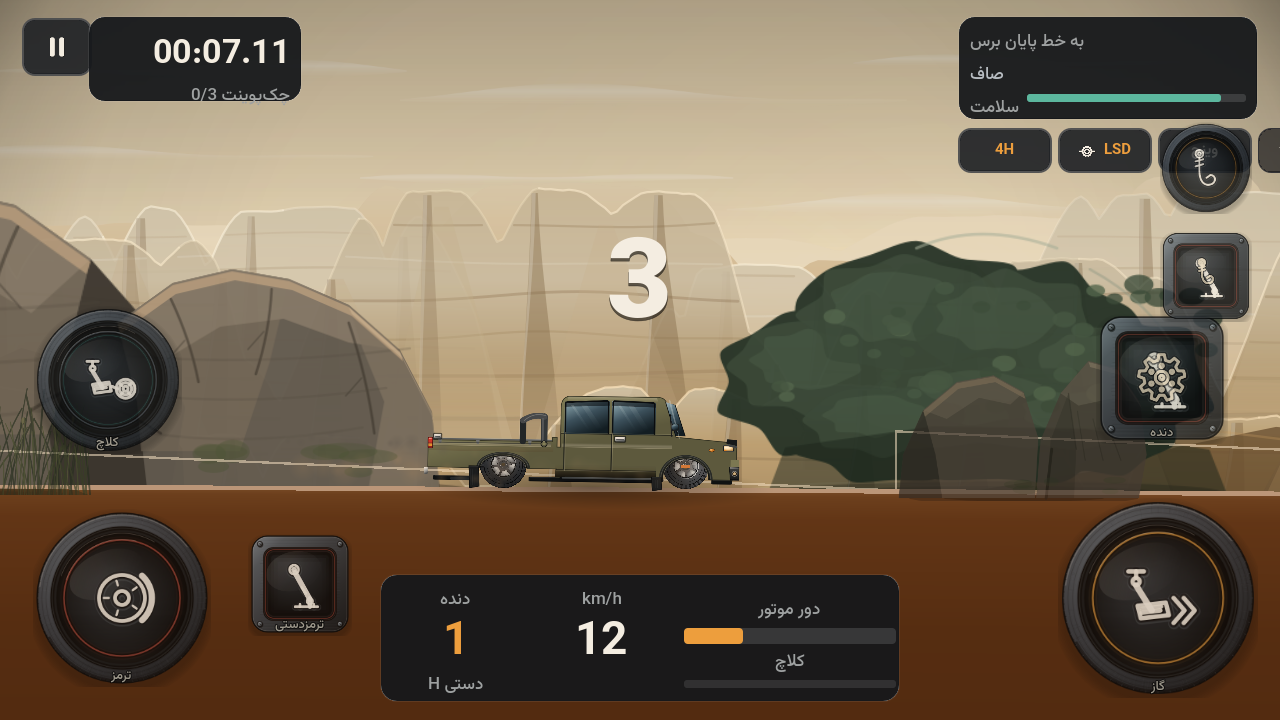 00:07.11
چک‌پوینت 0/3
به خط پایان برس
صاف
سلامت
4H
LSD
وینچ
3
کلاچ
دنده
ترمز
ترمزدستی
دنده
1
دستی H
km/h
12
دور موتور
کلاچ
گاز